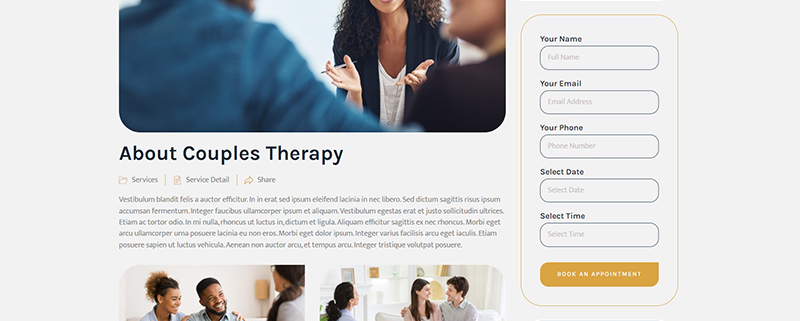 About Couples Therapy
Services
Service Detail
Share
Vestibulum blandit felis a auctor efficitur. In in erat sed ipsum eleifend lacinia in nec libero. Sed dictum sagittis risus ipsum
accumsan fermentum. Integer faucibus ullamcorper ipsum et aliquam. Vestibulum egestas erat et justo sollicitudin ultrices.
Etiam ac tortor odio. In mi nulla, rhoncus ut luctus in, dictum et ligula. Aliquam efficitur sagittis ex nec rhoncus. Morbi eget
arcu ullamcorper urna posuere lacinia eu non eros. Morbi eget dolor ipsum. Integer varius facilisis arcu eget iaculis. Etiam
posuere sapien ut luctus vehicula. Aenean non auctor arcu, et tempus arcu. Integer tristique volutpat posuere.
Your Name
Full Name
Your Email
Email Address
Your Phone
Phone Number
Select Date
Select Date
Select Time
Select Time
BOOK AN APPOINTMENT